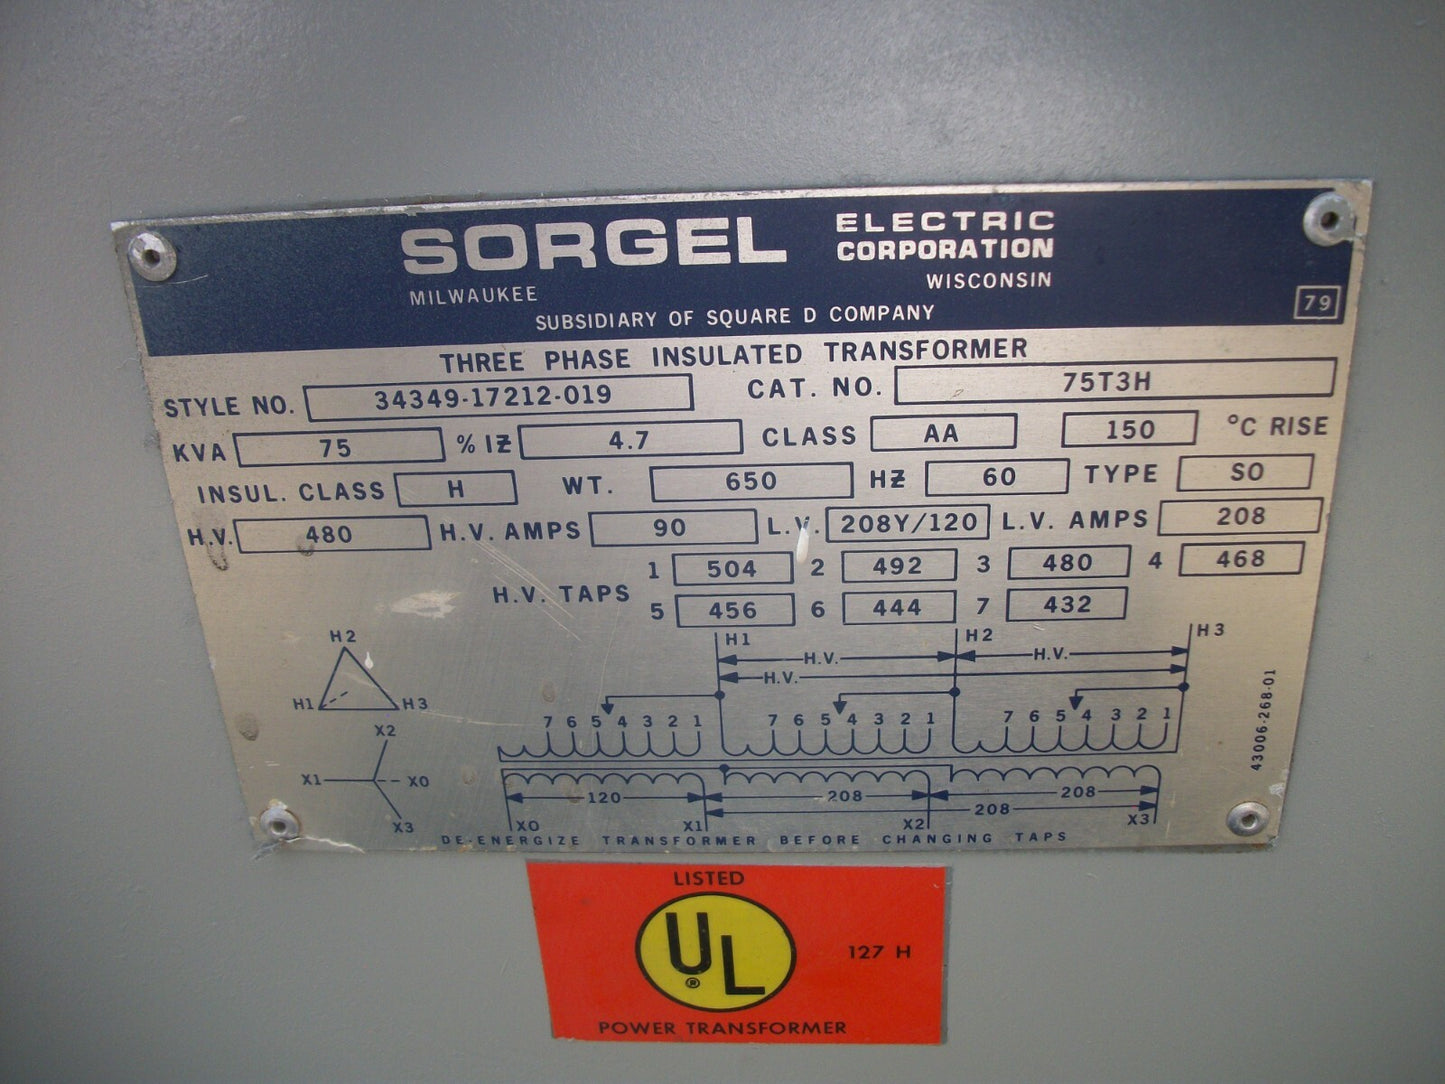 SORGEL ELECTRIC
CORPORATION
MILWAUKEE WISCONSIN
SUBSIDIARY OF SQUARE D COMPANY 79
THREE PHASE INSULATED TRANSFORMER
STYLE NO. 34349-17212-019 CAT. NO. 75T3H
KVA 75 % IZ 4.7 CLASS AA 150 °C RISE
INSUL. CLASS H WT. 650 HZ 60 TYPE SO
H.V. 480 H.V. AMPS 90 L.V. 208Y/120 L.V. AMPS 208
H.V. TAPS 1 504 2 492 3 480 4 468
5 456 6 444 7 432
H2
H1 H3
X2
X1 X0
X3
H1 H2 H3
H.V. H.V.
H.V.
7 6 5 4 3 2 1 7 6 5 4 3 2 1 7 6 5 4 3 2 1
120 208 208
208
X0 X1 X2 X3
DE-ENERGIZE TRANSFORMER BEFORE CHANGING TAPS
43006-268-01
LISTED
UL ®
127 H
POWER TRANSFORMER